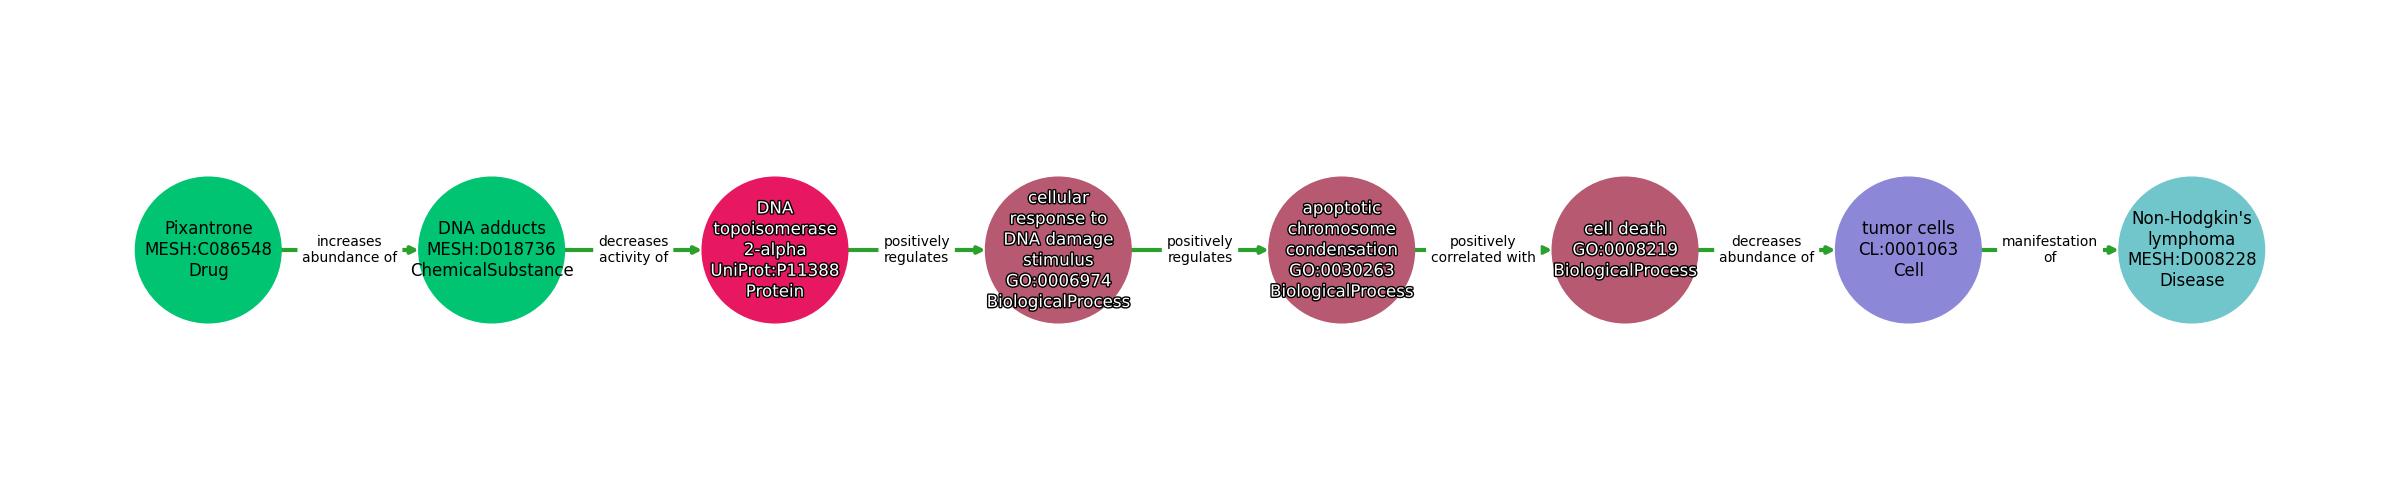 Pixantrone
MESH:C086548
Drug
increases
abundance of
DNA adducts
MESH:D018736
ChemicalSubstance
decreases
activity of
DNA
topoisomerase
2-alpha
UniProt:P11388
Protein
positively
regulates
cellular
response to
DNA damage
stimulus
GO:0006974
BiologicalProcess
positively
regulates
apoptotic
chromosome
condensation
GO:0030263
BiologicalProcess
positively
correlated with
cell death
GO:0008219
BiologicalProcess
decreases
abundance of
tumor cells
CL:0001063
Cell
manifestation
of
Non-Hodgkin's
lymphoma
MESH:D008228
Disease